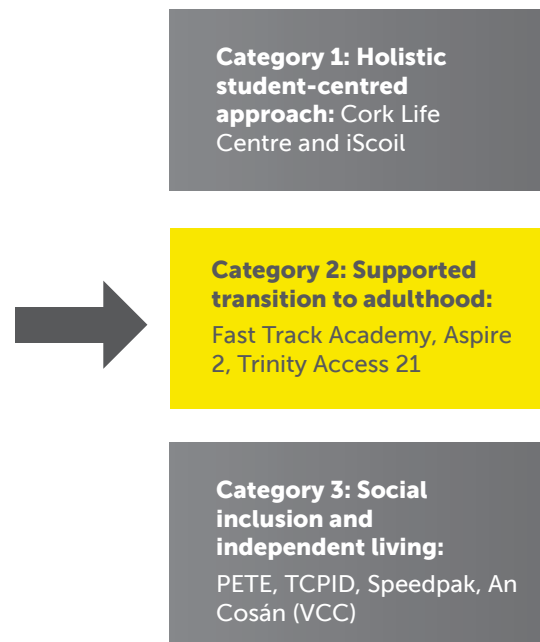 Category 1: Holistic
student-centred
approach: Cork Life
Centre and iScoil
Category 2: Supported
transition to adulthood:
Fast Track Academy, Aspire
2, Trinity Access 21
Category 3: Social
inclusion and
independent living:
PETE, TCPID, Speedpak, An
Cosán (VCC)